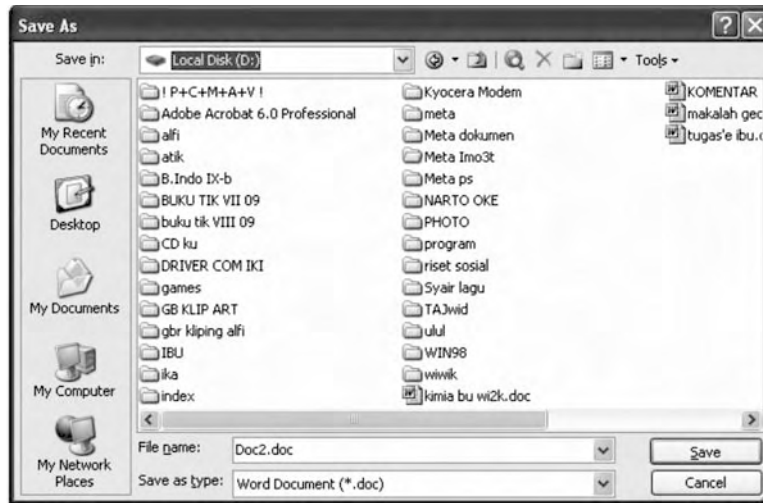 Save As
Save in:
Local Disk (D:)
Tools
My Recent
Documents
Desktop
My Documents
My Computer
My Network
Places
! P+C+M+A+V !
Adobe Acrobat 6.0 Professional
alfi
atik
B.Indo IX-b
BUKU TIK VII 09
buku tik VIII 09
CD ku
DRIVER COM IKI
games
GB KLIP ART
gbr kliping alfi
IBU
ika
index
Kyocera Modem
meta
Meta dokumen
Meta Imo3t
Meta ps
NARTO OKE
PHOTO
program
riset sosial
Syair lagu
TAJwid
ulul
WIN98
wiwik
kimia bu wi2k.doc
KOMENTAR
makalah gec
tugas'e ibu.
File name:
Doc2.doc
Save
Save as type:
Word Document (*.doc)
Cancel